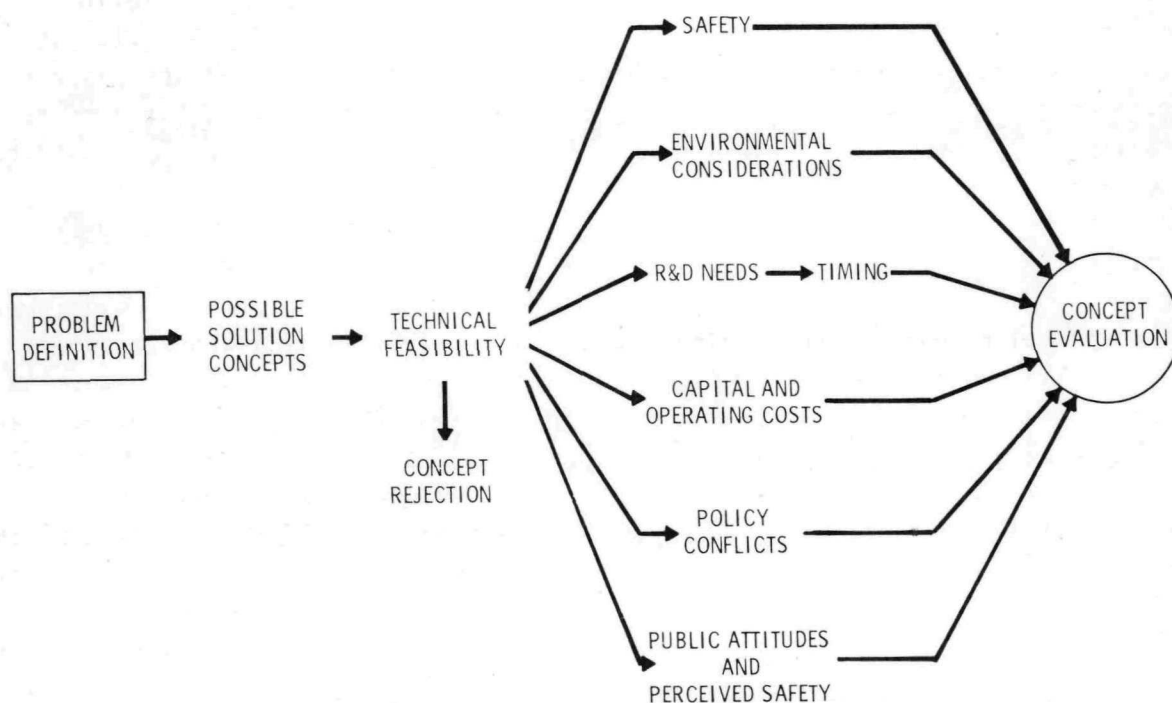 PROBLEM
DEFINITION
POSSIBLE
SOLUTION
CONCEPTS
TECHNICAL
FEASIBILITY
CONCEPT
REJECTION
SAFETY
ENVIRONMENTAL
CONSIDERATIONS
R&D NEEDS
TIMING
CAPITAL AND
OPERATING COSTS
POLICY
CONFLICTS
PUBLIC ATTITUDES
AND
PERCEIVED SAFETY
CONCEPT
EVALUATION